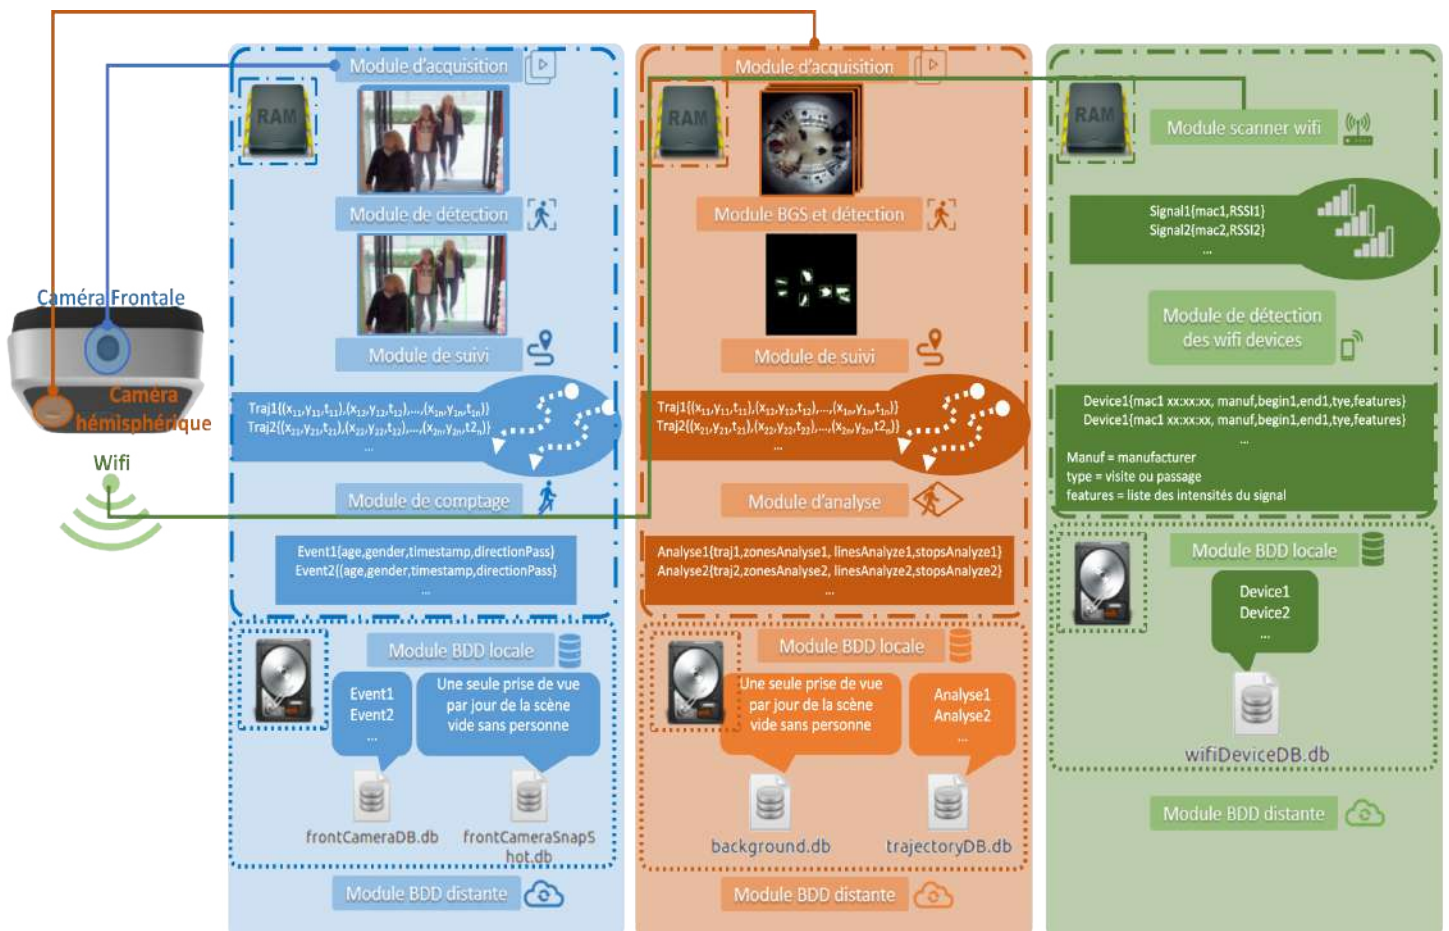 Caméra Frontale
Caméra
hémisphérique
Wifi
Module d'acquisition
RAM
Module de détection
Module de suivi
Traj1{(x11,y11,t11),(x12,y12,t12),...,(x1n,y1n,t1n)}
Traj2{(x21,y21,t21),(x22,y22,t22),...,(x2n,y2n,t2n)}
...
Module de comptage
Event1{age,gender,timestamp,directionPass}
Event2{(age,gender,timestamp,directionPass}
...
Module BDD locale
Event1
Event2
...
Une seule prise de vue
par jour de la scène
vide sans personne
frontCameraDB.db
frontCameraSnapS
hot.db
Module BDD distante
Module d'acquisition
RAM
Module BGS et détection
Module de suivi
Traj1{(x11,y11,t11),(x12,y12,t12),...,(x1n,y1n,t1n)}
Traj2{(x21,y21,t21),(x22,y22,t22),...,(x2n,y2n,t2n)}
...
Module d'analyse
Analyse1{traj1,zonesAnalyse1, linesAnalyze1,stopsAnalyze1}
Analyse2{traj2,zonesAnalyse2, linesAnalyze2,stopsAnalyze2}
...
Module BDD locale
Une seule prise de vue
par jour de la scène
vide sans personne
Analyse1
Analyse2
...
background.db
trajectoryDB.db
Module BDD distante
RAM
Module scanner wifi
Signal1{mac1,RSSI1}
Signal2{mac2,RSSI2}
...
Module de détection
des wifi devices
Device1{mac1 xx:xx:xx, manuf,begin1,end1,tye,features}
Device1{mac1 xx:xx:xx, manuf,begin1,end1,tye,features}
...
Manuf = manufacturer
type = visite ou passage
features = liste des intensités du signal
Module BDD locale
Device1
Device2
...
wifiDeviceDB.db
Module BDD distante